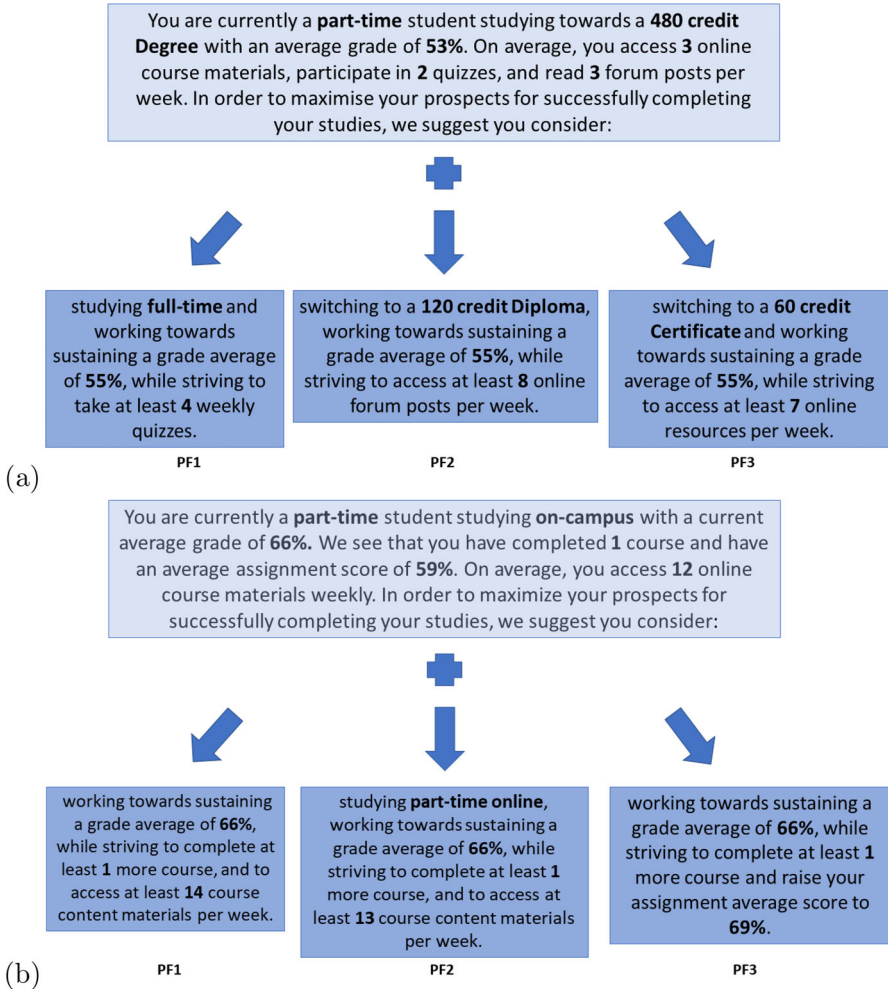 You are currently a part-time student studying towards a 480 credit
Degree with an average grade of 53%. On average, you access 3 online
course materials, participate in 2 quizzes, and read 3 forum posts per
week. In order to maximise your prospects for successfully completing
your studies, we suggest you consider:
studying full-time and
working towards
sustaining a grade average
of 55%, while striving to
take at least 4 weekly
quizzes.
switching to a 120 credit Diploma,
working towards sustaining a
grade average of 55%, while
striving to access at least 8 online
forum posts per week.
switching to a 60 credit
Certificate and working
towards sustaining a grade
average of 55%, while striving
to access at least 7 online
resources per week.
PF1
PF2
PF3
(a)
You are currently a part-time student studying on-campus with a current
average grade of 66%. We see that you have completed 1 course and have
an average assignment score of 59%. On average, you access 12 online
course materials weekly. In order to maximize your prospects for
successfully completing your studies, we suggest you consider:
working towards sustaining
a grade average of 66%,
while striving to complete at
least 1 more course, and to
access at least 14 course
content materials per week.
studying part-time online,
working towards sustaining a
grade average of 66%, while
striving to complete at least 1
more course, and to access at
least 13 course content materials
per week.
working towards sustaining a
grade average of 66%, while
striving to complete at least 1
more course and raise your
assignment average score to
69%.
PF1
PF2
PF3
(b)